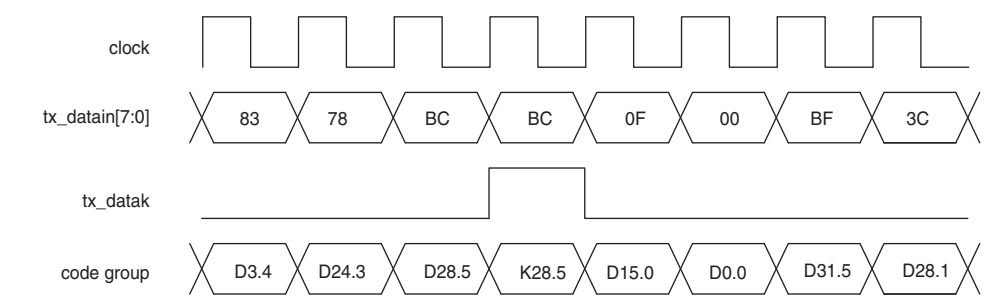 clock
tx_datain[7:0] 83 78 BC BC 0F 00 BF 3C
tx_datak
code group D3.4 D24.3 D28.5 K28.5 D15.0 D0.0 D31.5 D28.1